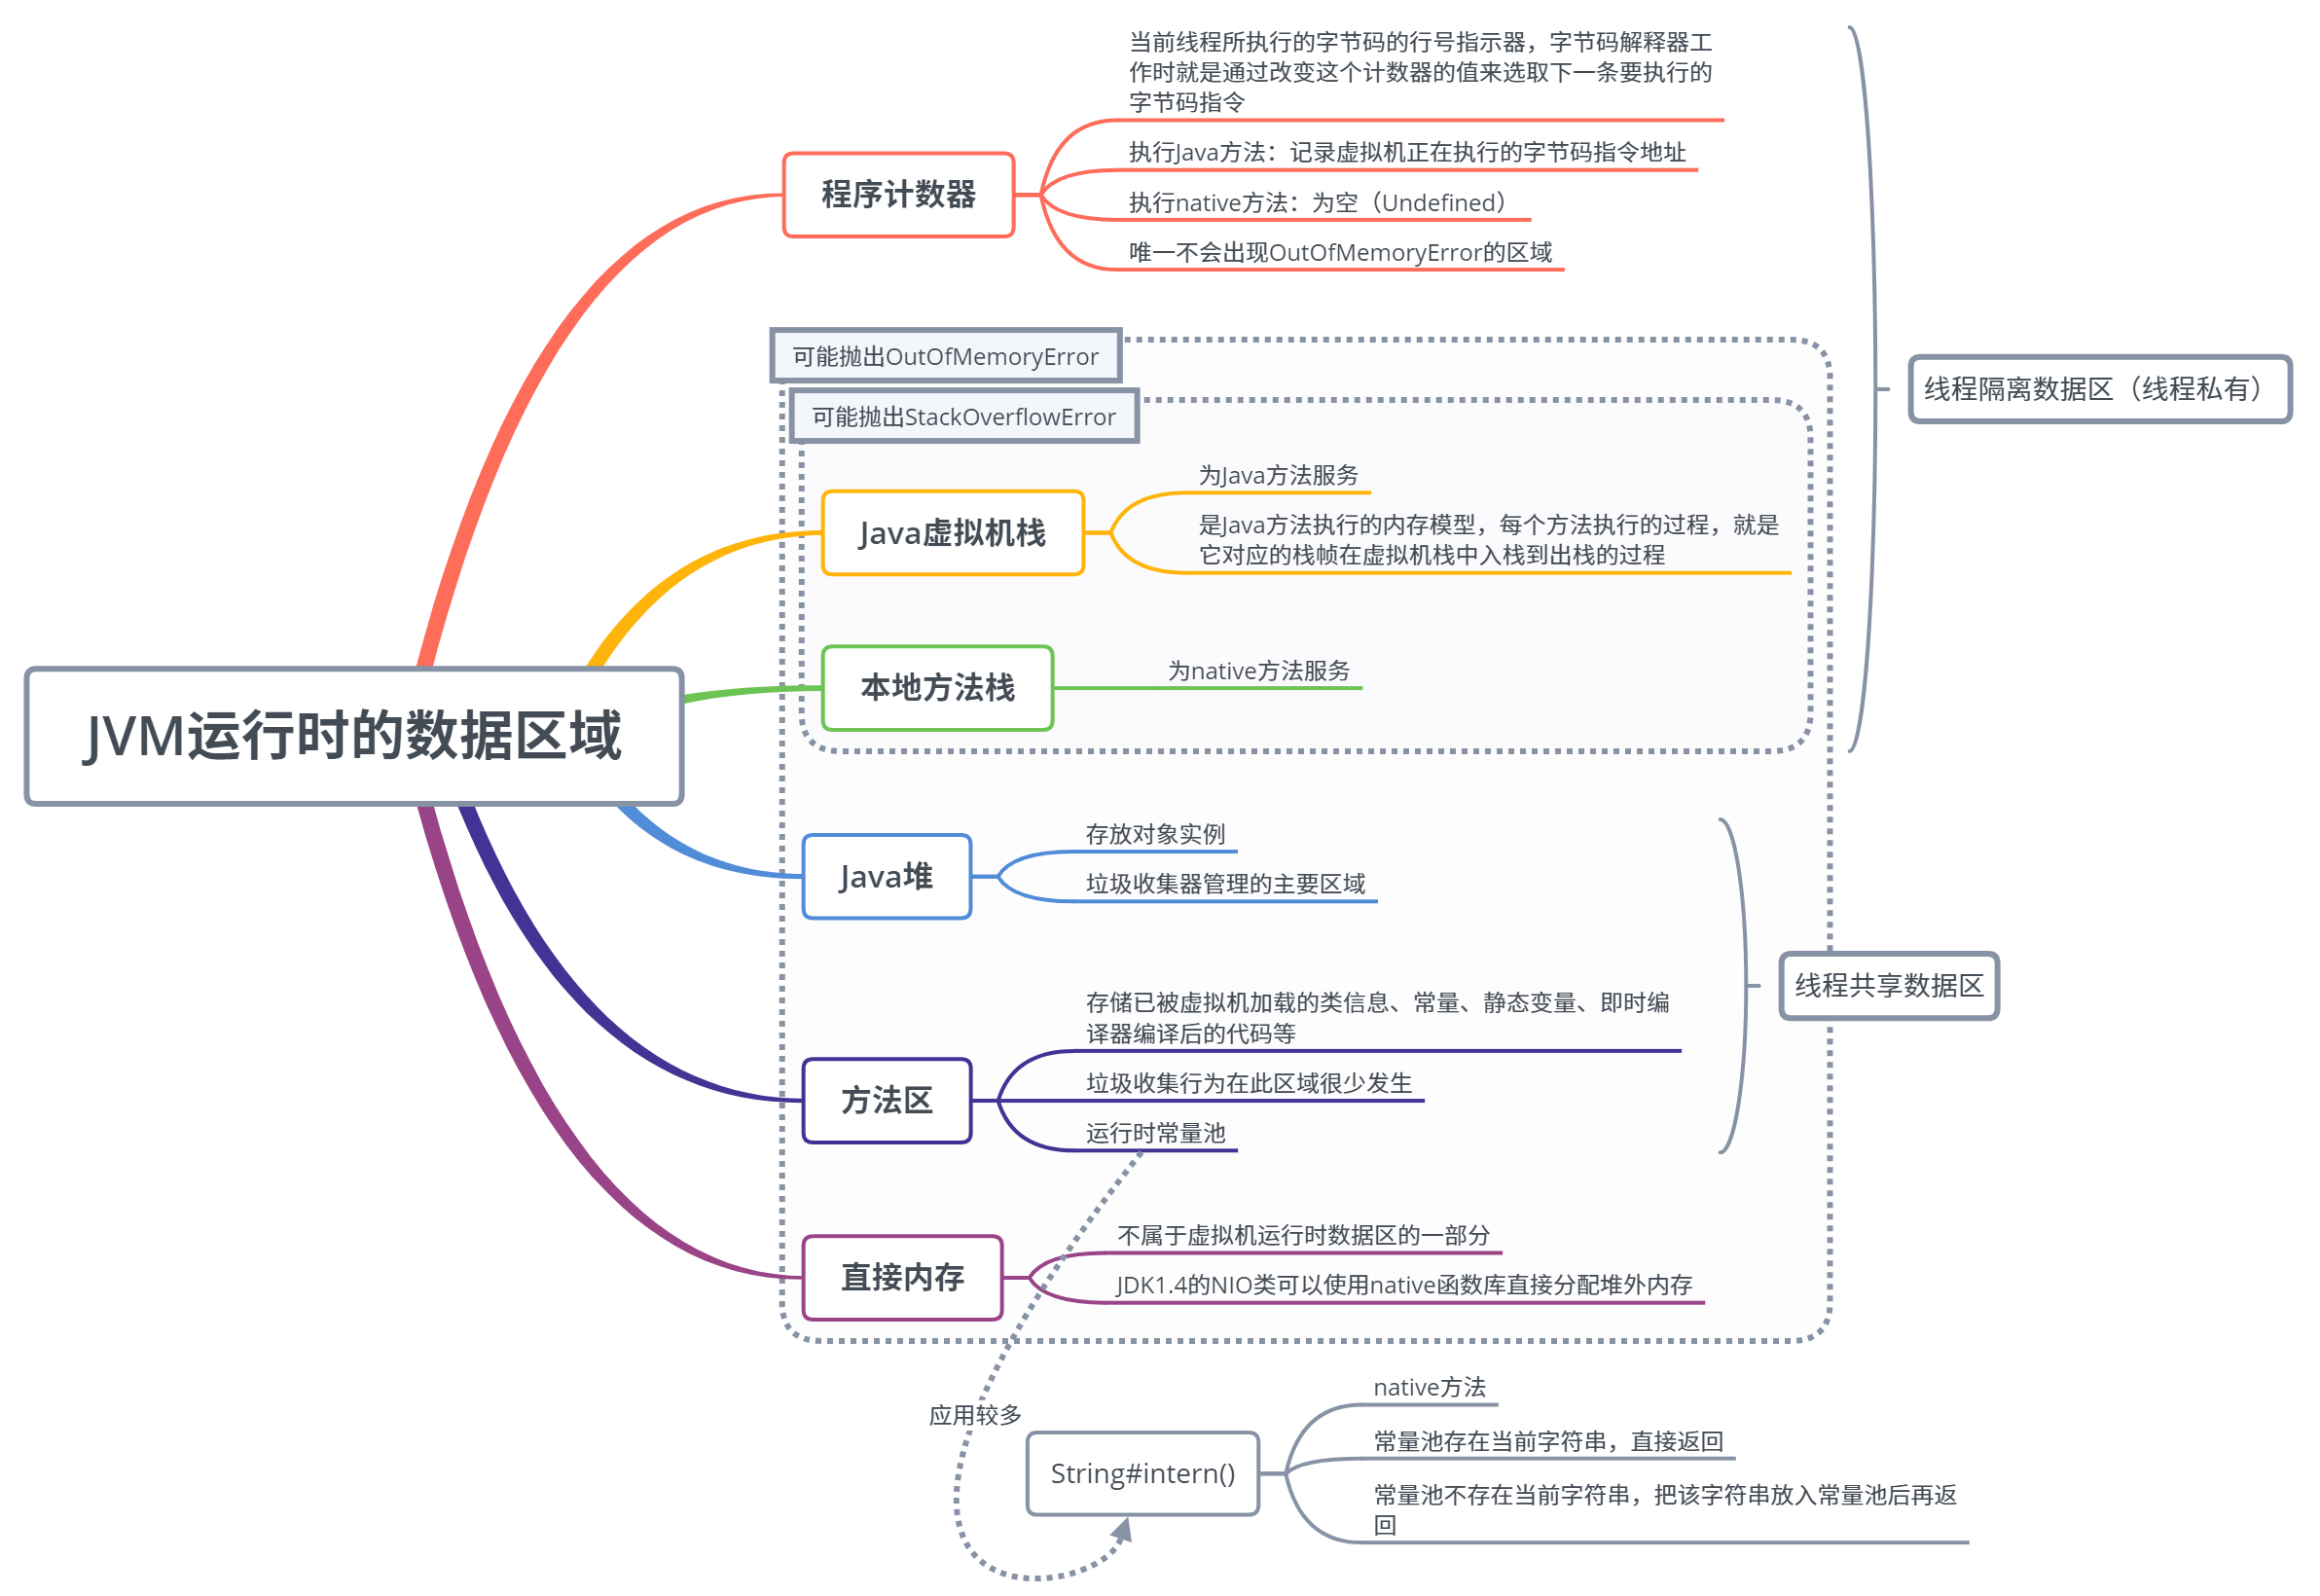 当前线程所执行的字节码的行号指示器，字节码解释器工
作时就是通过改变这个计数器的值来选取下一条要执行的
字节码指令
执行Java方法：记录虚拟机正在执行的字节码指令地址
程序计数器
执行native方法：为空（Undefined）
唯一不会出现OutOfMemoryError的区域
可能抛出OutOfMemoryError
线程隔离数据区（线程私有）
可能抛出StackOverflowError
为Java方法服务
Java虚拟机栈
是Java方法执行的内存模型，每个方法执行的过程，就是
它对应的栈帧在虚拟机栈中入栈到出栈的过程
为native方法服务
本地方法栈
JVM运行时的数据区域
存放对象实例
Java堆
垃圾收集器管理的主要区域
线程共享数据区
存储已被虚拟机加载的类信息、常量、静态变量、即时编
译器编译后的代码等
方法区
垃圾收集行为在此区域很少发生
运行时常量池
不属于虚拟机运行时数据区的一部分
直接内存
JDK1.4的NIO类可以使用native函数库直接分配堆外内存
应用较多
native方法
常量池存在当前字符串，直接返回
String#intern()
常量池不存在当前字符串，把该字符串放入常量池后再返
回